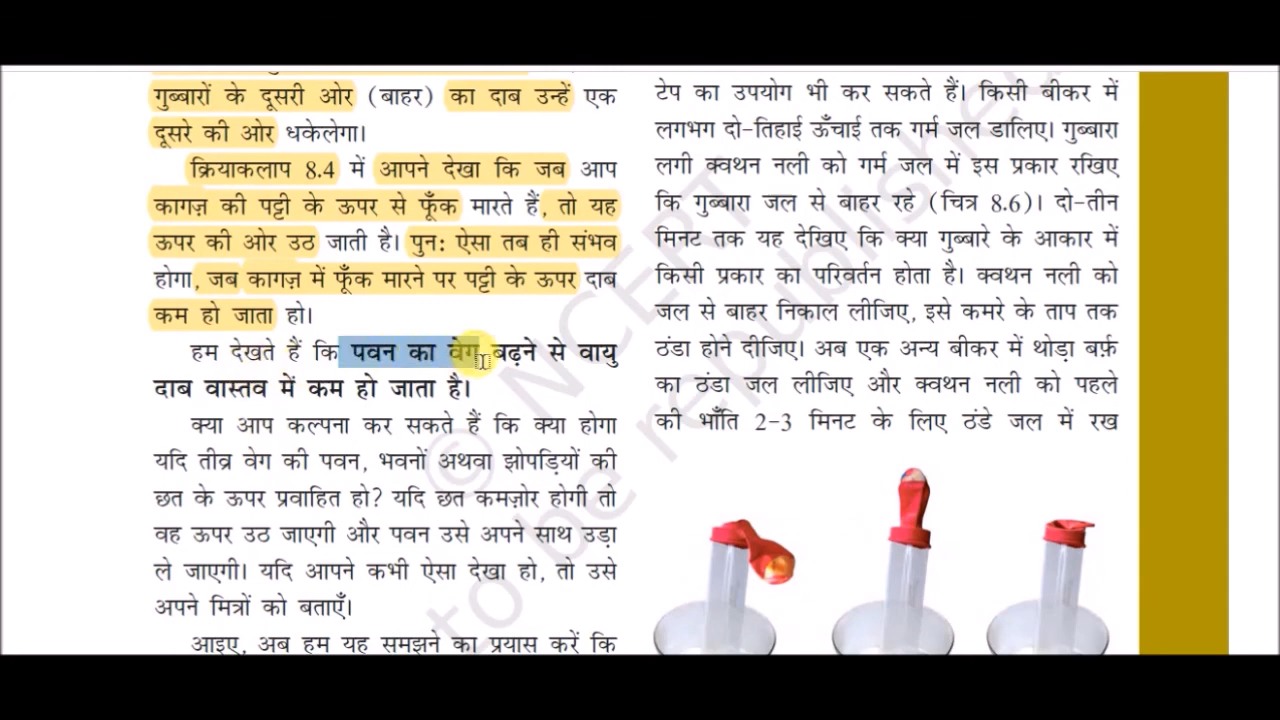 गुब्बारों के दूसरी ओर (बाहर) का दाब उन्हें एक
दूसरे की ओर धकेलेगा।
क्रियाकलाप 8.4 में आपने देखा कि जब आप
कागज़ की पट्टी के ऊपर से फूँक मारते हैं, तो यह
ऊपर की ओर उठ जाती है। पुन: ऐसा तब ही संभव
होगा, जब कागज़ में फूँक मारने पर पट्टी के ऊपर दाब
कम हो जाता हो।
हम देखते हैं कि पवन का वेग बढ़ने से वायु
दाब वास्तव में कम हो जाता है।
क्या आप कल्पना कर सकते हैं कि क्या होगा
यदि तीव्र वेग की पवन, भवनों अथवा झोपड़ियों की
छत के ऊपर प्रवाहित हो? यदि छत कमज़ोर होगी तो
वह ऊपर उठ जाएगी और पवन उसे अपने साथ उड़ा
ले जाएगी। यदि आपने कभी ऐसा देखा हो, तो उसे
अपने मित्रों को बताएँ।
आइए, अब हम यह समझने का प्रयास करें कि
टेप का उपयोग भी कर सकते हैं। किसी बीकर में
लगभग दो-तिहाई ऊँचाई तक गर्म जल डालिए। गुब्बारा
लगी क्वथन नली को गर्म जल में इस प्रकार रखिए
कि गुब्बारा जल से बाहर रहे (चित्र 8.6)। दो-तीन
मिनट तक यह देखिए कि क्या गुब्बारे के आकार में
किसी प्रकार का परिवर्तन होता है। क्वथन नली को
जल से बाहर निकाल लीजिए, इसे कमरे के ताप तक
ठंडा होने दीजिए। अब एक अन्य बीकर में थोड़ा बर्फ़
का ठंडा जल लीजिए और क्वथन नली को पहले
की भाँति 2-3 मिनट के लिए ठंडे जल में रख
© NCERT
to be republished